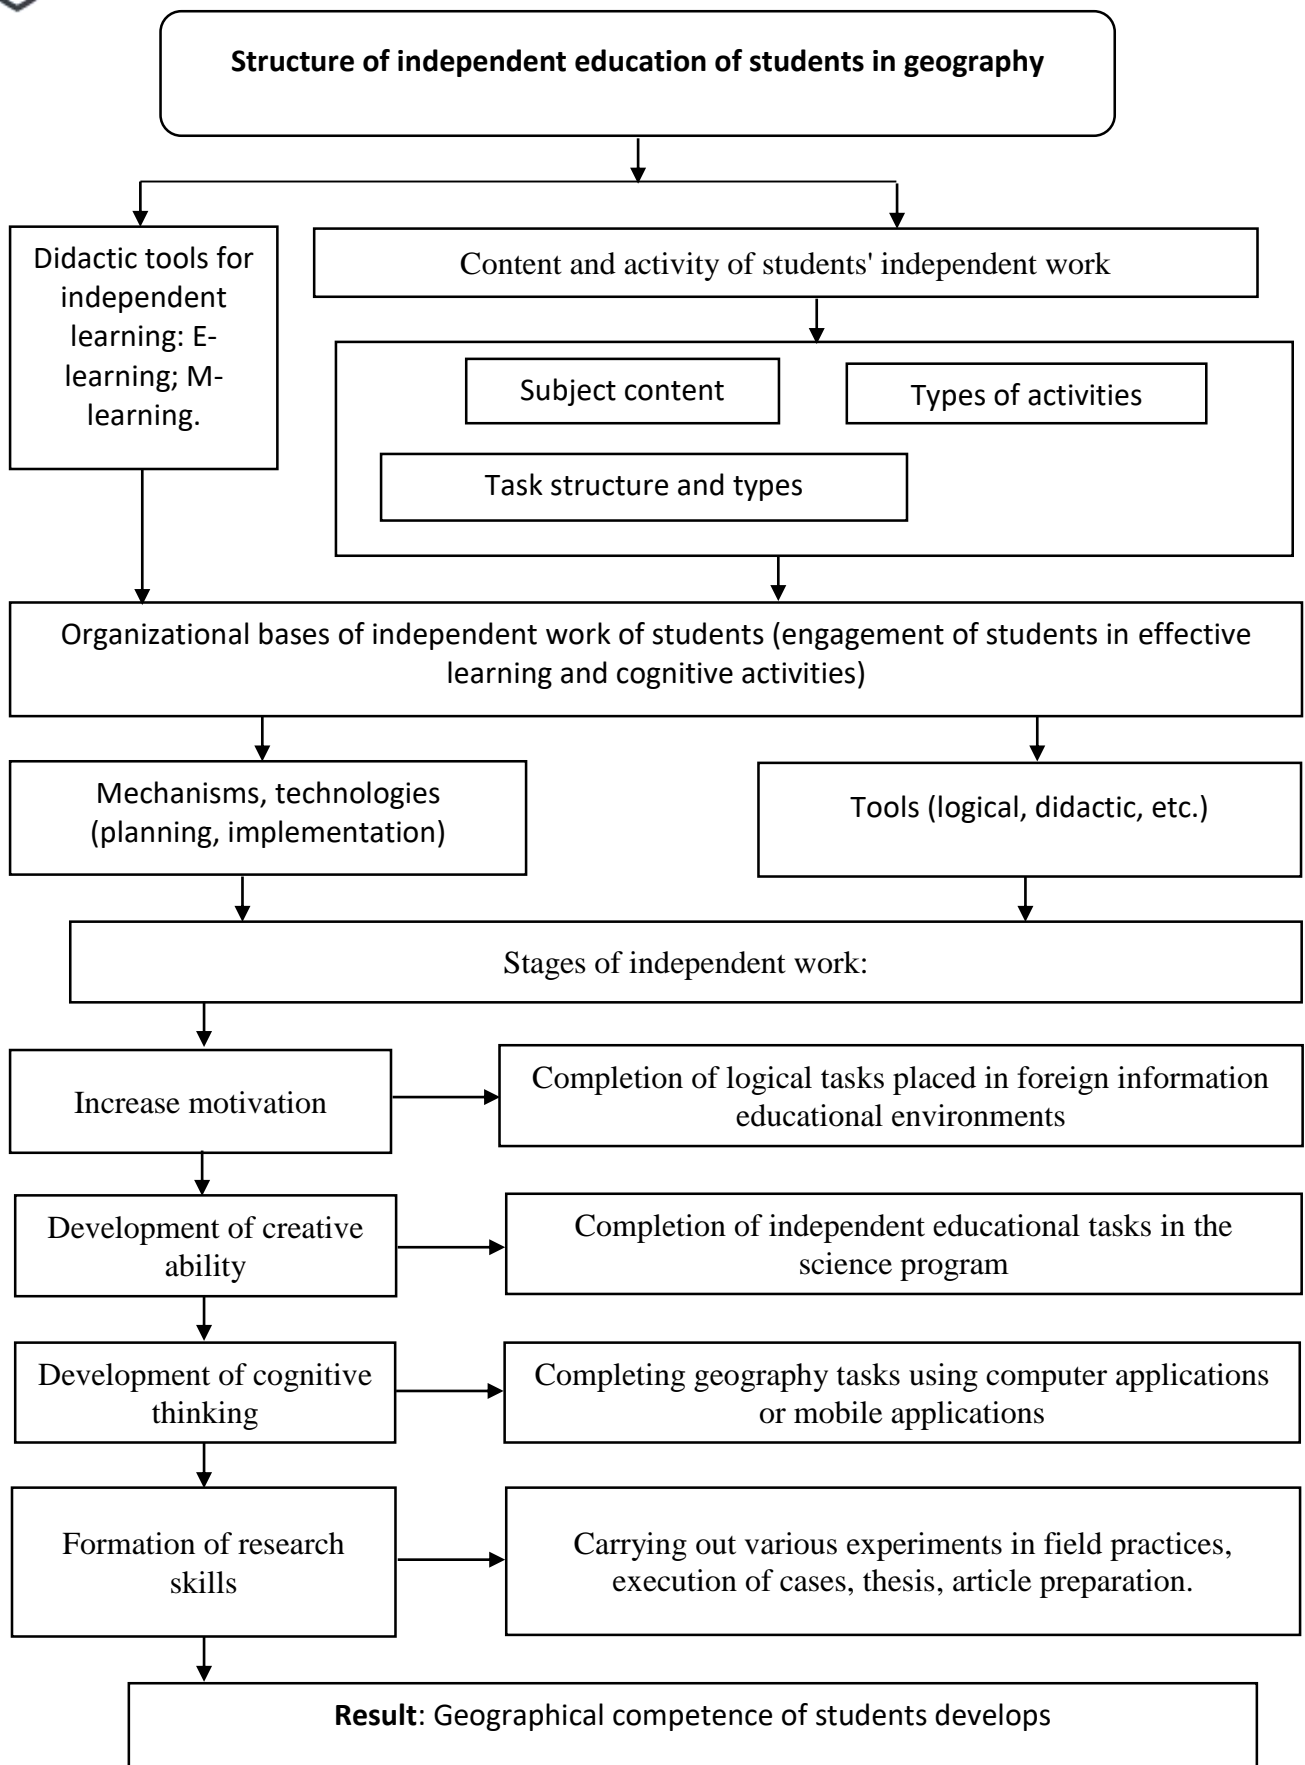 Structure of independent education of students in geography
Didactic tools for
independent
learning: E-
learning; M-
learning.
Content and activity of students' independent work
Subject content
Types of activities
Task structure and types
Organizational bases of independent work of students (engagement of students in effective
learning and cognitive activities)
Mechanisms, technologies
(planning, implementation)
Tools (logical, didactic, etc.)
Stages of independent work:
Increase motivation
Completion of logical tasks placed in foreign information
educational environments
Development of creative
ability
Completion of independent educational tasks in the
science program
Development of cognitive
thinking
Completing geography tasks using computer applications
or mobile applications
Formation of research
skills
Carrying out various experiments in field practices,
execution of cases, thesis, article preparation.
Result: Geographical competence of students develops